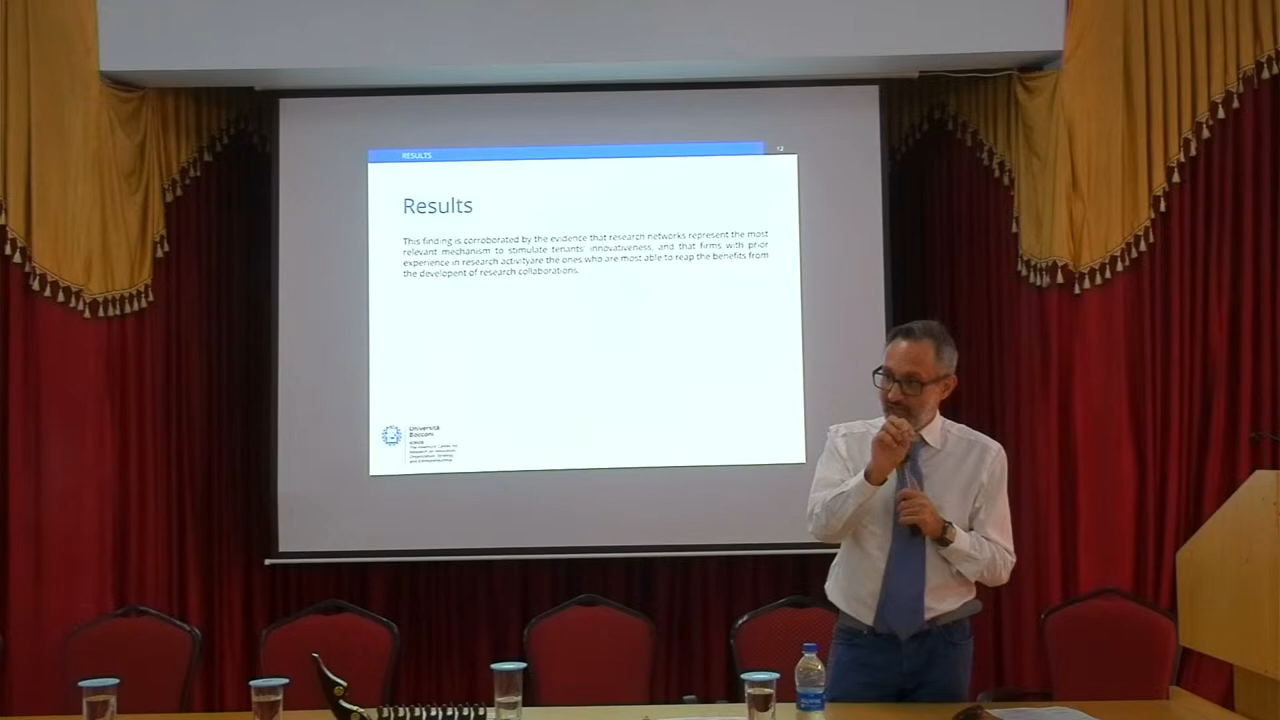 RESULTS
12
Results
This finding is corroborated by the evidence that research networks represent the most
relevant mechanism to stimulate tenants' innovativeness, and that firms with prior
experience in research activityare the ones who are most able to reap the benefits from
the developent of research collaborations.
Università
Bocconi